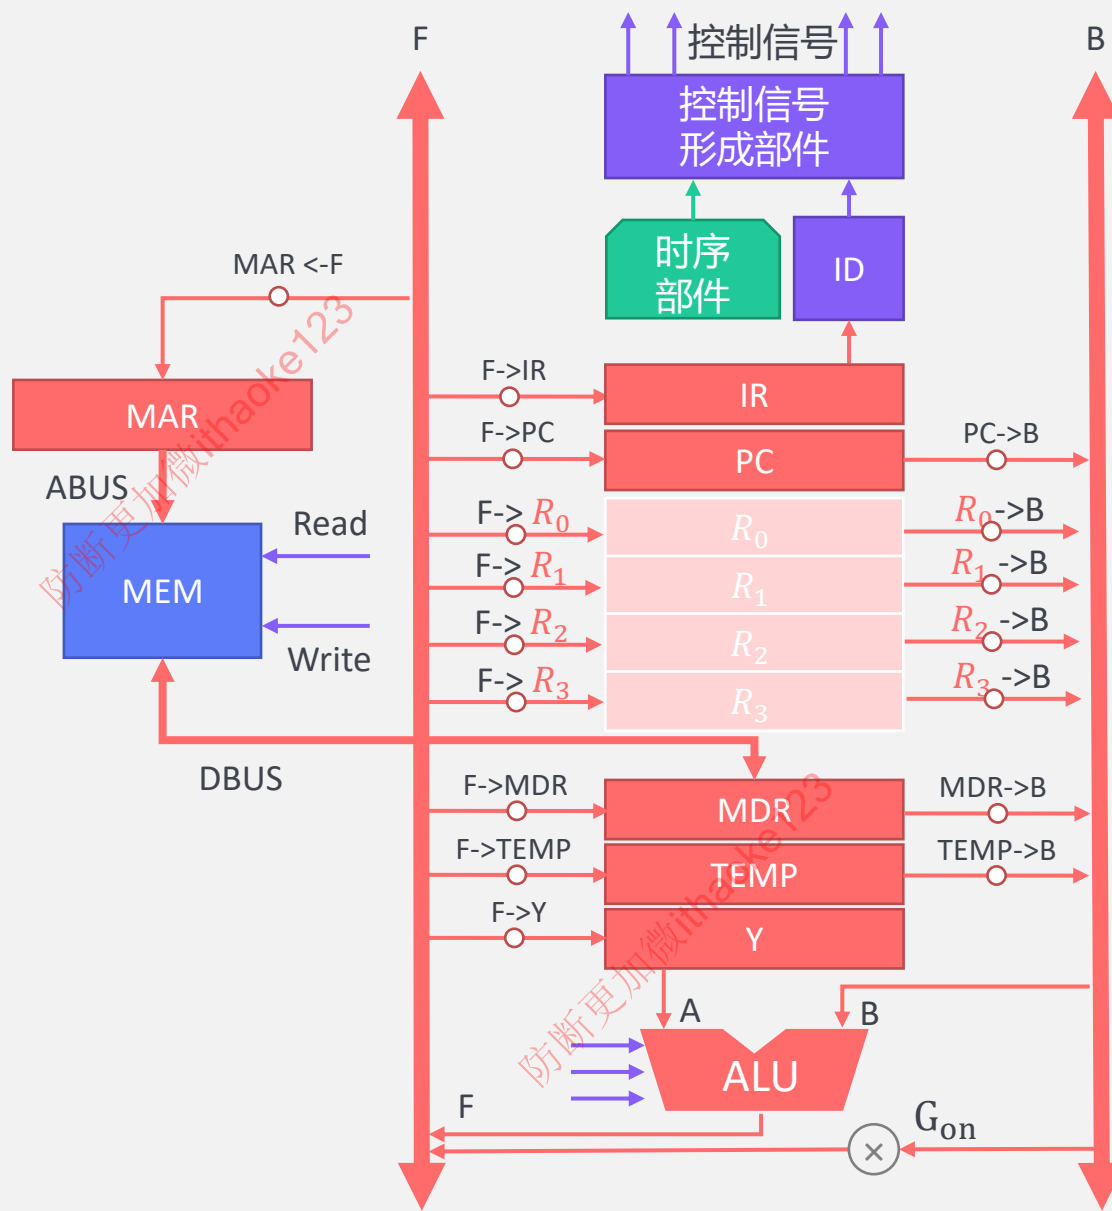 F
控制信号
B
控制信号
形成部件
时序
部件
ID
MAR <-F
MAR
F->IR
IR
F->PC
PC
PC->B
ABUS
F-> R₀
R₀
R₀->B
Read
F-> R₁
R₁
R₁ ->B
MEM
F-> R₂
R₂
R₂ ->B
Write
F-> R₃
R₃
R₃ ->B
DBUS
F->MDR
MDR
MDR->B
F->TEMP
TEMP
TEMP->B
F->Y
Y
A
B
ALU
F
Gon
防断更加微ithaoke123
防断更加微ithaoke123